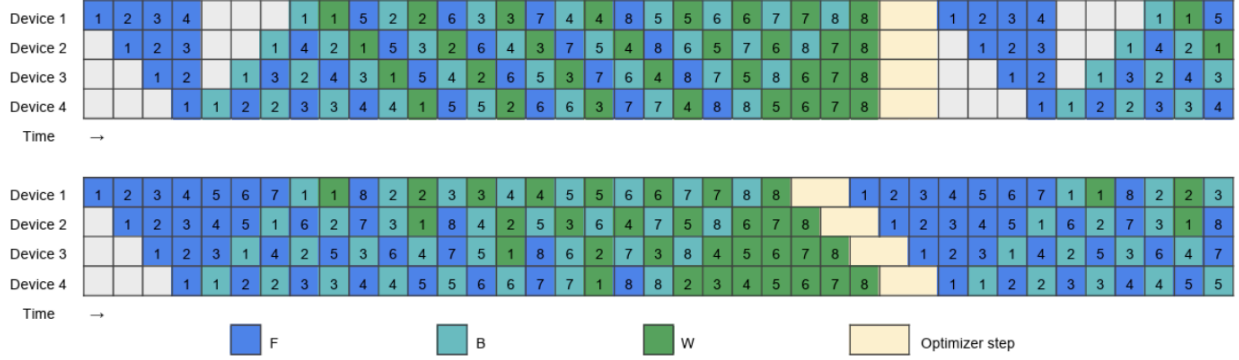 Device 1 1 2 3 4 1 1 5 2 2 6 3 3 7 4 4 8 5 5 6 6 7 7 8 8 1 2 3 4 1 1 5
Device 2 1 2 3 1 4 2 1 5 3 2 6 4 3 7 5 4 8 6 5 7 6 8 7 8 1 2 3 1 4 2 1
Device 3 1 2 1 3 2 4 3 1 5 4 2 6 5 3 7 6 4 8 7 5 8 6 7 8 1 2 1 3 2 4 3
Device 4 1 1 2 2 3 3 4 4 1 5 5 2 6 6 3 7 7 4 8 8 5 6 7 8 1 1 2 2 3 3 4
Time →
Device 1 1 2 3 4 5 6 7 1 1 8 2 2 3 3 4 4 5 5 6 6 7 7 8 8 1 2 3 4 5 6 7 1 1 8 2 2 3
Device 2 1 2 3 4 5 1 6 2 7 3 1 8 4 2 5 3 6 4 7 5 8 6 7 8 1 2 3 4 5 1 6 2 7 3 1 8
Device 3 1 2 3 1 4 2 5 3 6 4 7 5 1 8 6 2 7 3 8 4 5 6 7 8 1 2 3 1 4 2 5 3 6 4 7
Device 4 1 1 2 2 3 3 4 4 5 5 6 6 7 7 1 8 8 2 3 4 5 6 7 8 1 1 2 2 3 3 4 4 5 5
Time →
F B W Optimizer step